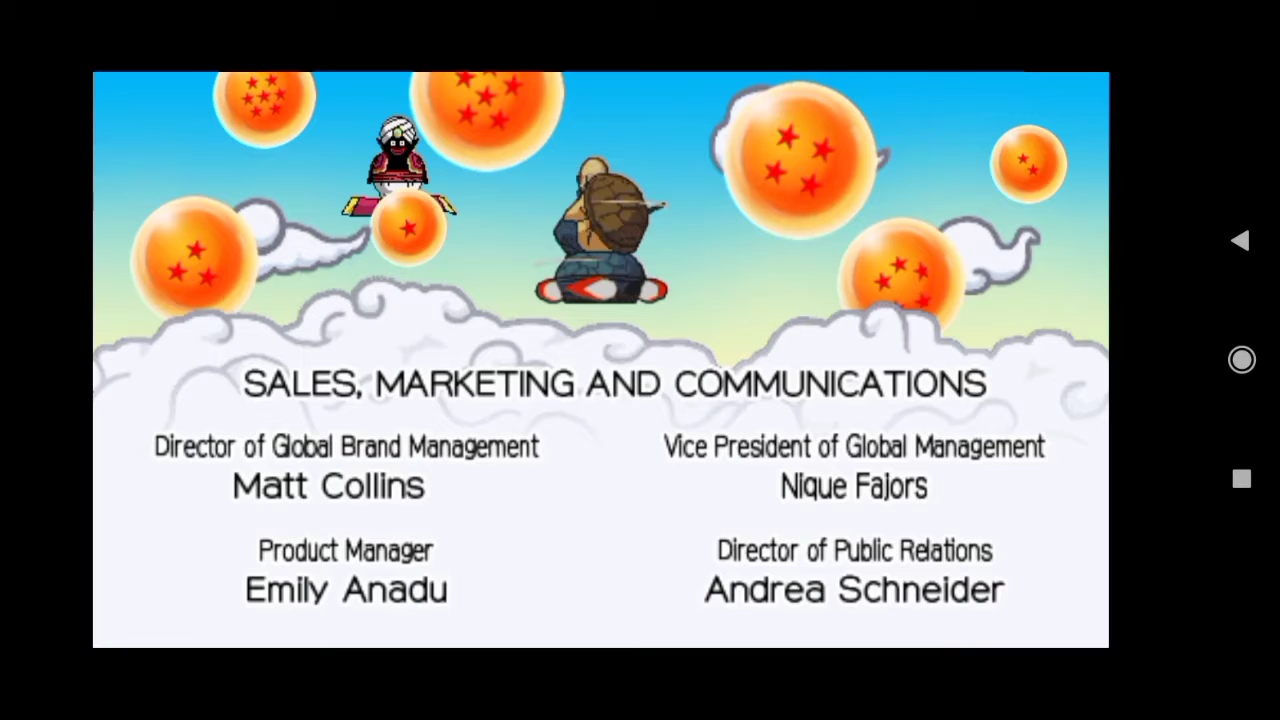 SALES, MARKETING AND COMMUNICATIONS
Director of Global Brand Management
Matt Collins
Vice President of Global Management
Nique Fajors
Product Manager
Emily Anadu
Director of Public Relations
Andrea Schneider